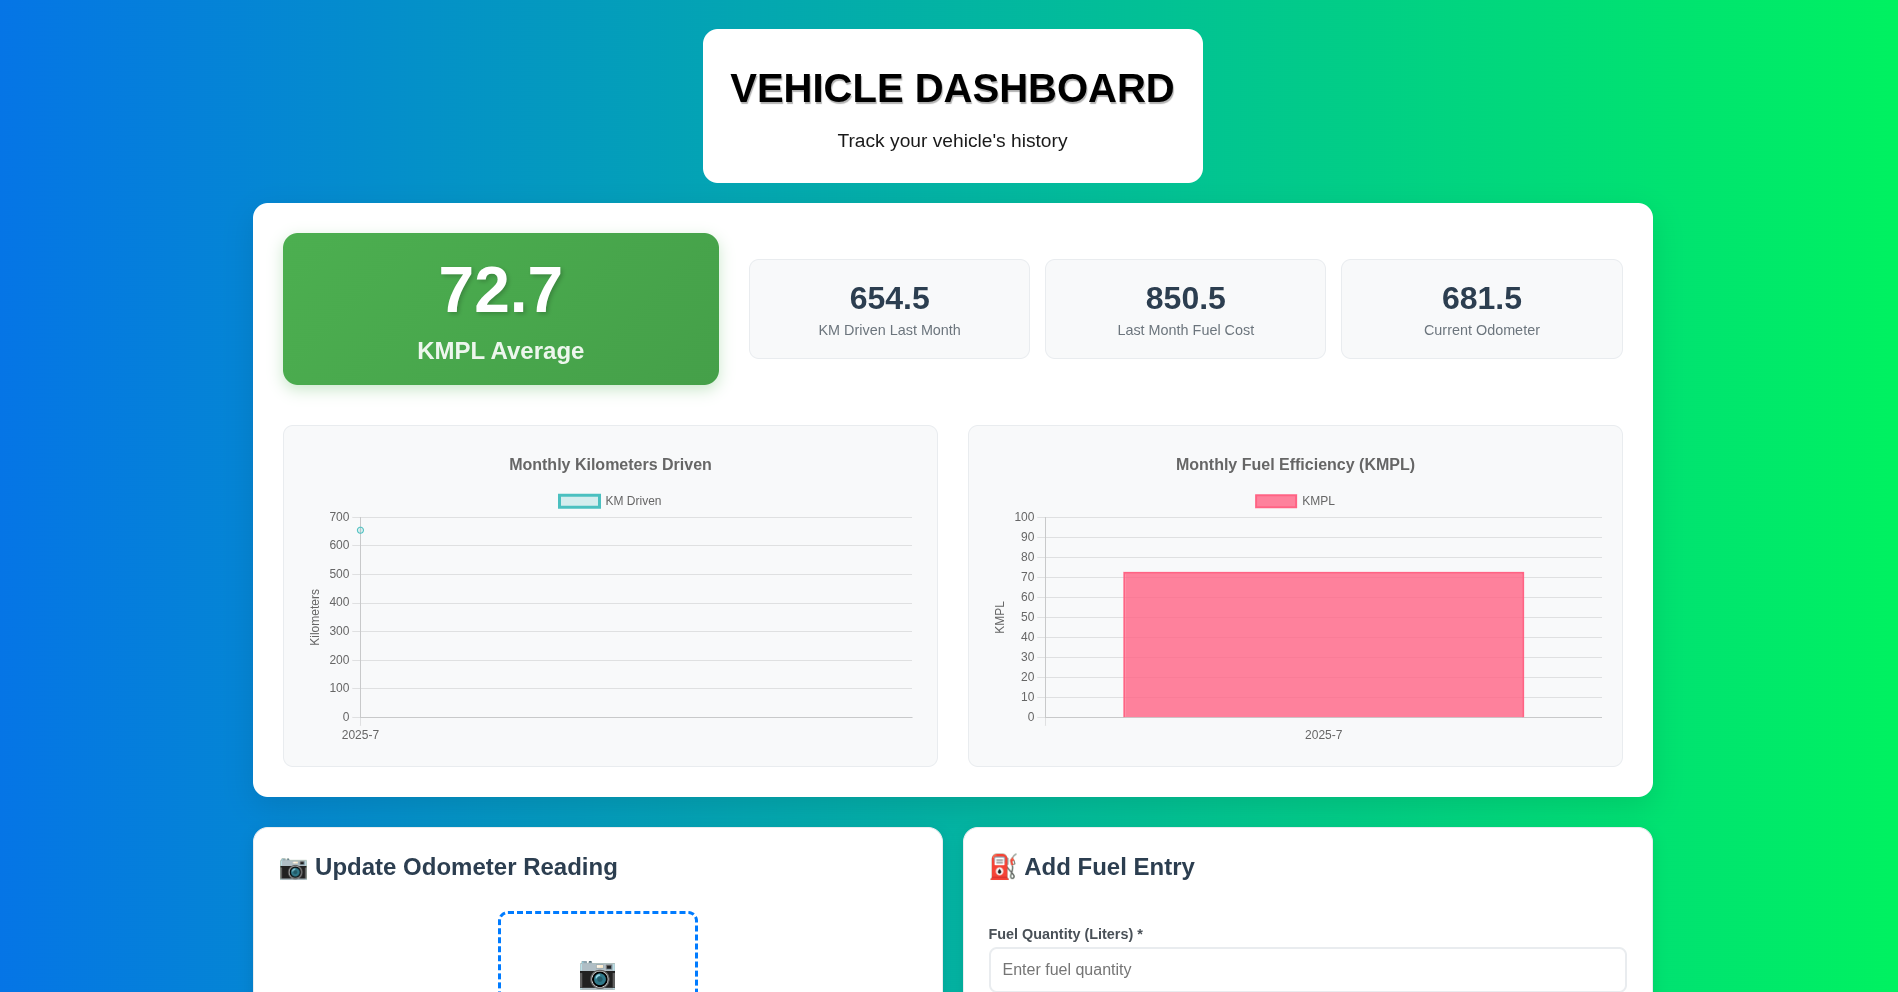 VEHICLE DASHBOARD
Track your vehicle's history
72.7
KMPL Average
654.5
KM Driven Last Month
850.5
Last Month Fuel Cost
681.5
Current Odometer
Monthly Kilometers Driven
KM Driven
700
600
500
400
300
200
100
0
Kilometers
2025-7
Monthly Fuel Efficiency (KMPL)
KMPL
100
90
80
70
60
50
40
30
20
10
0
KMPL
2025-7
Update Odometer Reading
Add Fuel Entry
Fuel Quantity (Liters) *
Enter fuel quantity